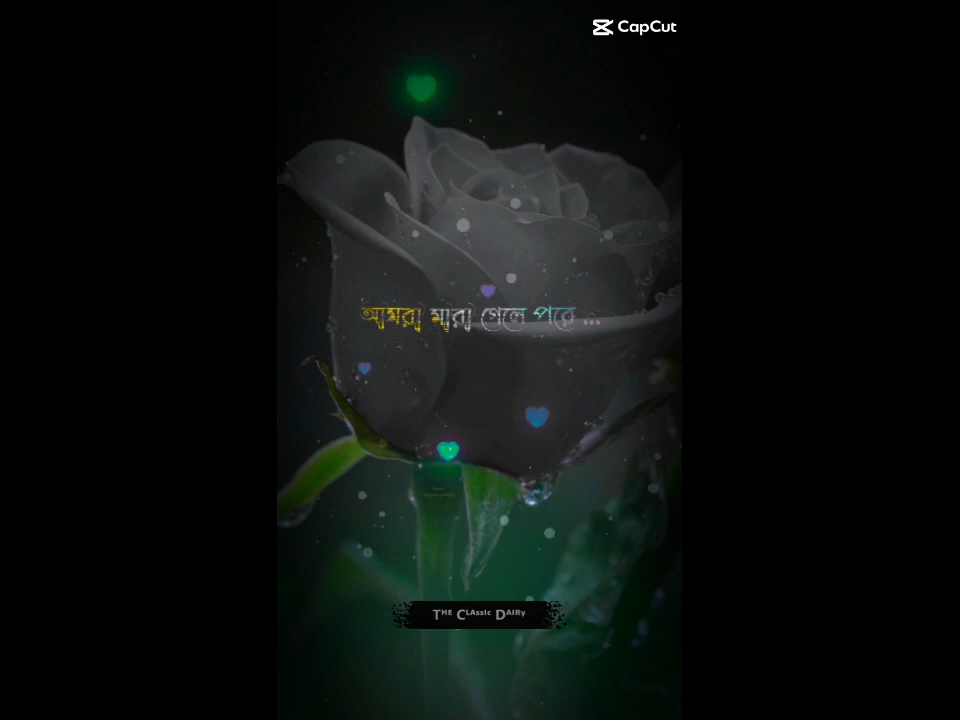 CapCut
আমরা মারা গেলে পরে ...
THE CLAssic DAIRy